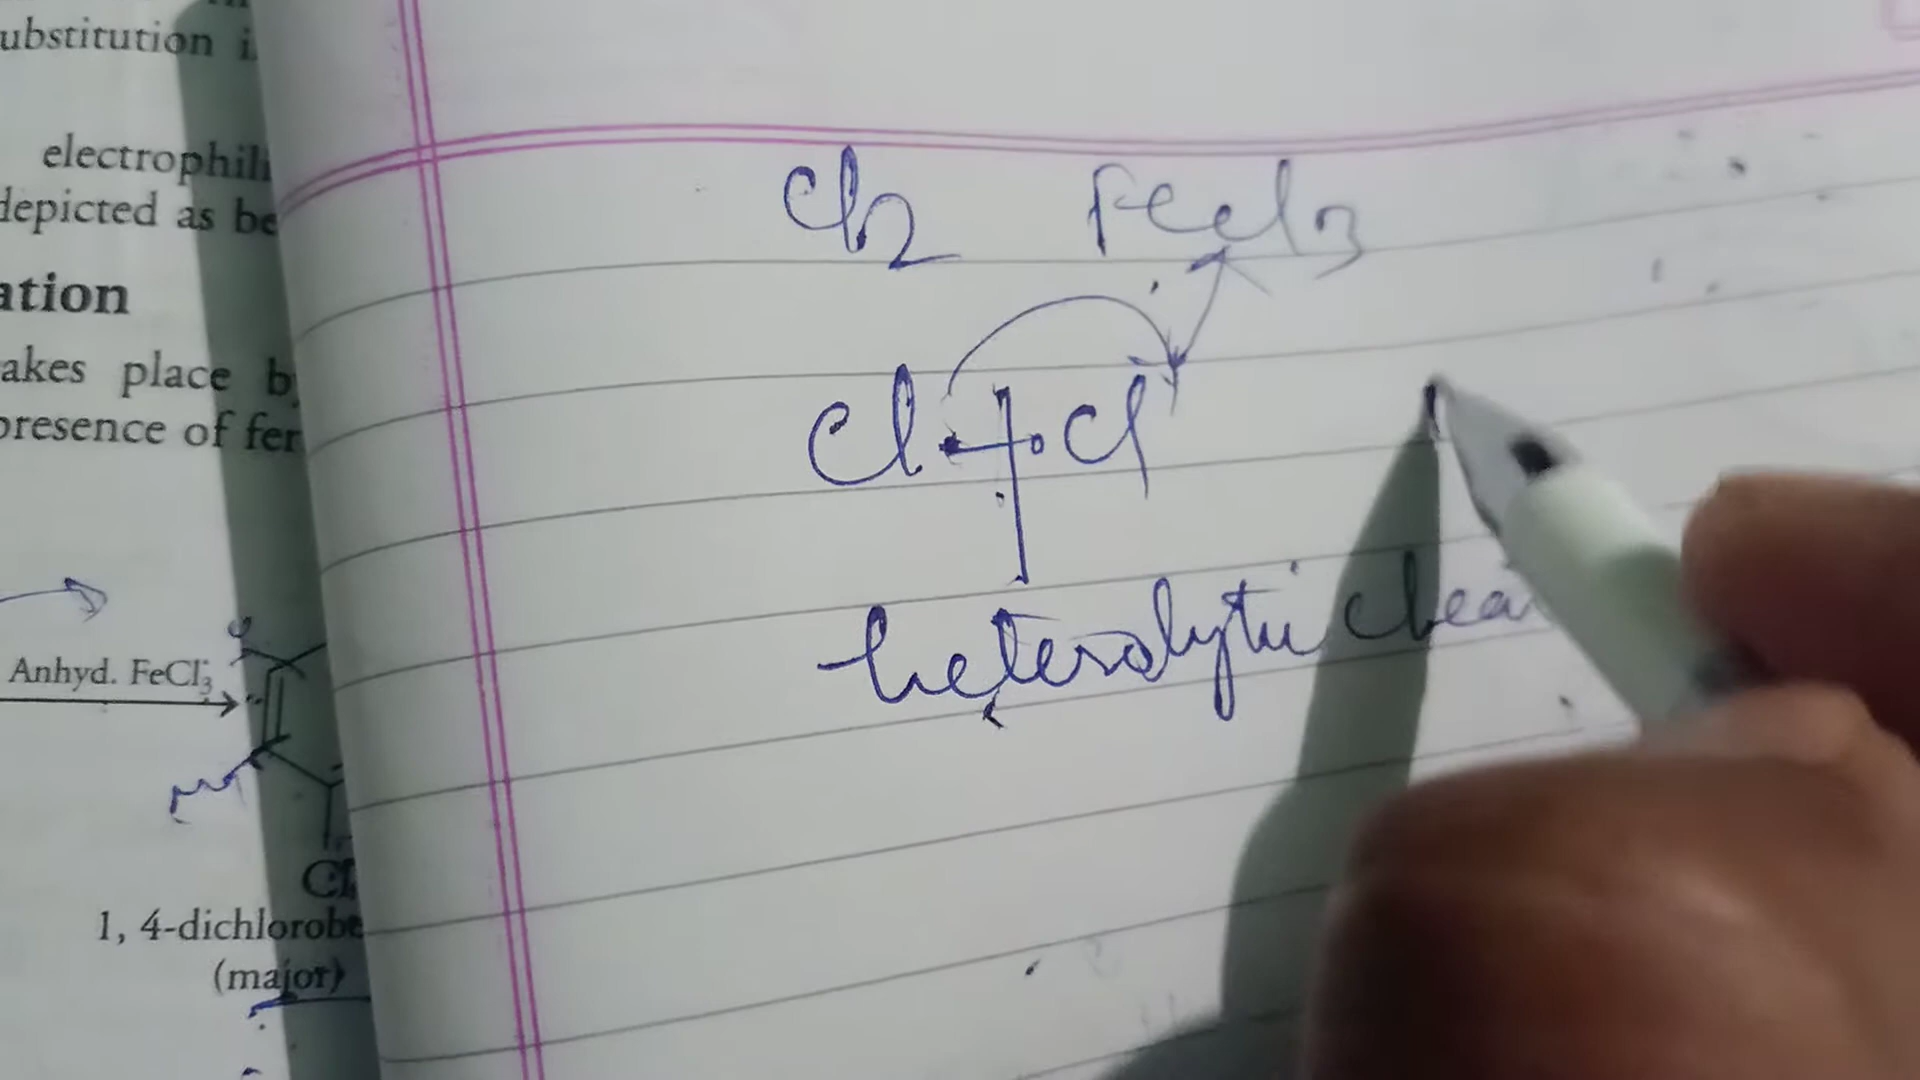 ubstitution i
electrophili
depicted as be
ation
akes place b
presence of fer
Anhyd. FeCl3
Cl
1, 4-dichlorobe
(major)
Cl2 FeCl3
Cl Cl
heterolytic clea